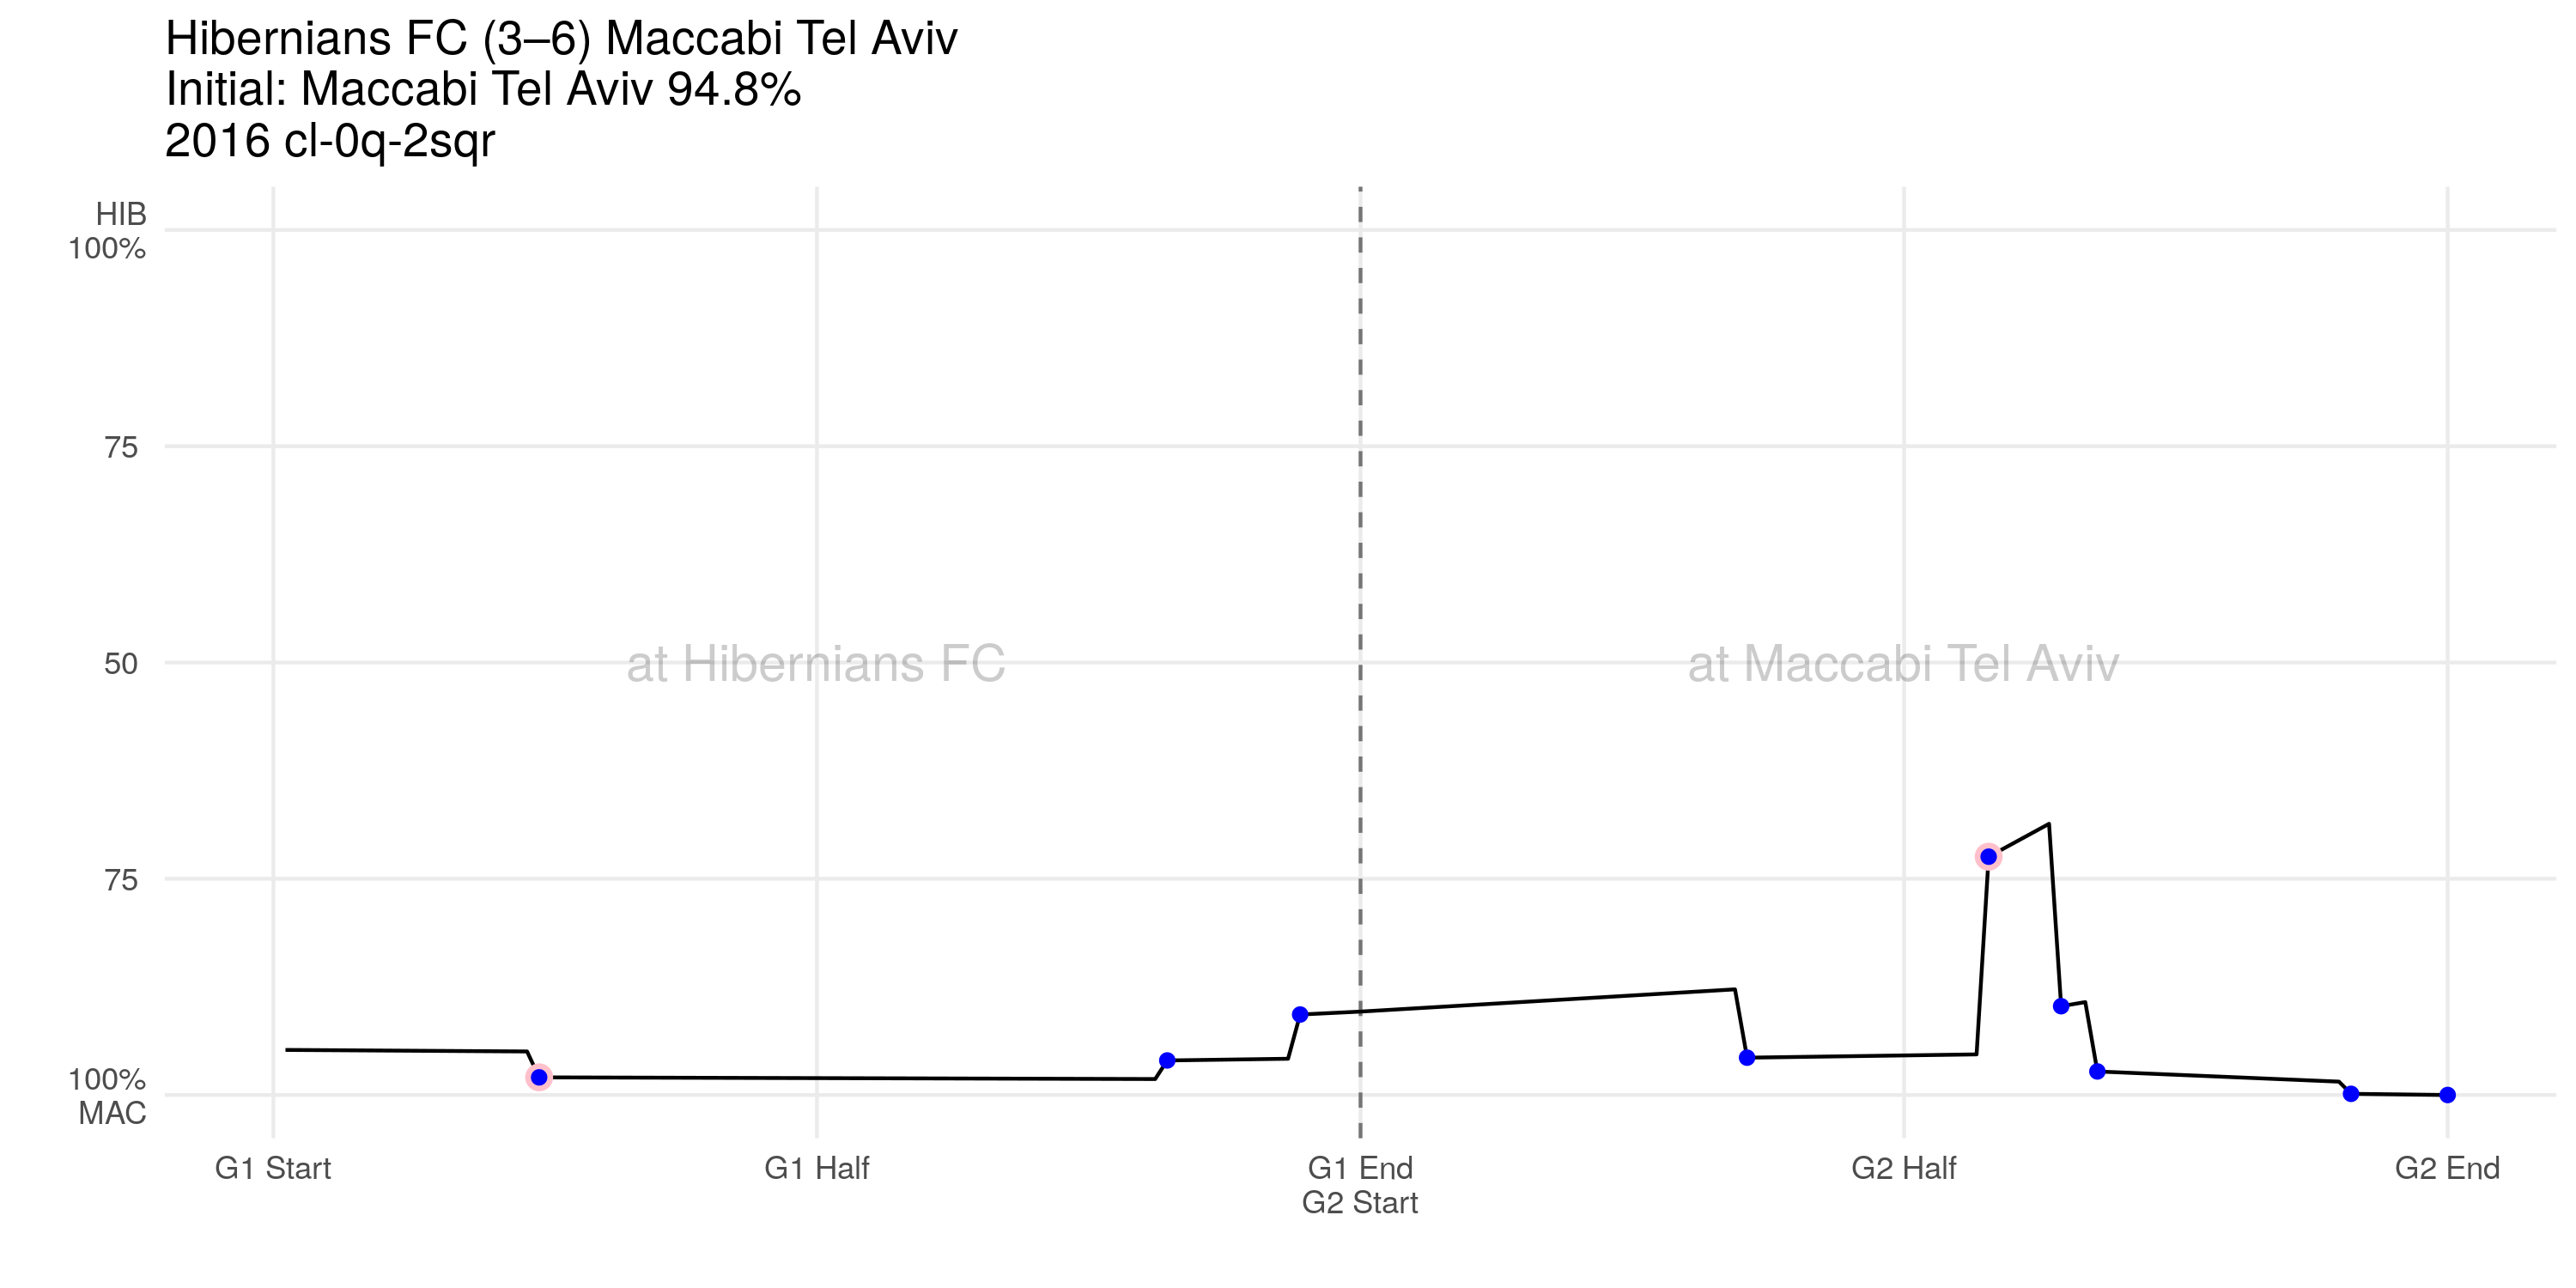 Hibernians FC (3–6) Maccabi Tel Aviv
Initial: Maccabi Tel Aviv 94.8%
2016 cl-0q-2sqr
HIB
100%
75
50
75
100%
MAC
at Hibernians FC
at Maccabi Tel Aviv
G1 Start
G1 Half
G1 End
G2 Start
G2 Half
G2 End